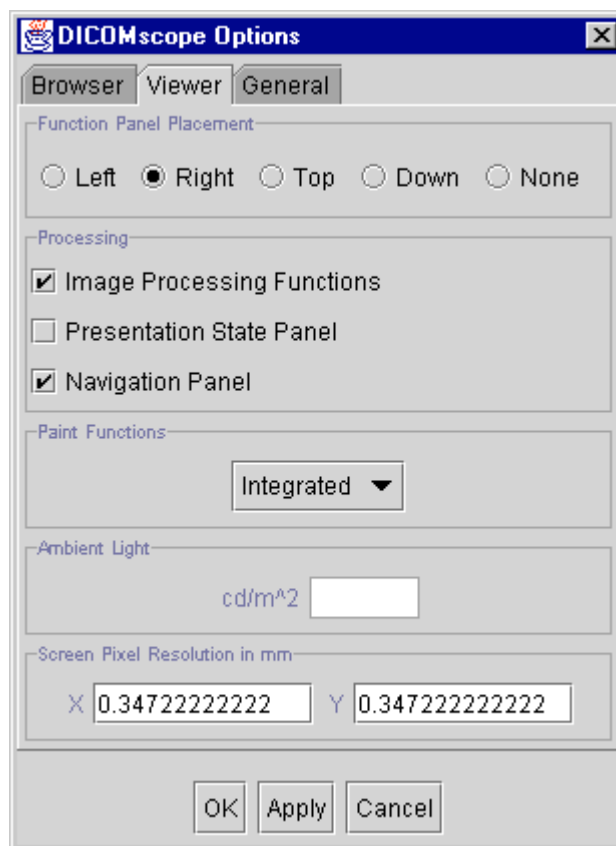 DICOMscope Options
Browser Viewer General
Function Panel Placement
Left Right Top Down None
Processing
Image Processing Functions
Presentation State Panel
Navigation Panel
Paint Functions
Integrated
Ambient Light
cd/m^2
Screen Pixel Resolution in mm
X 0.34722222222 Y 0.347222222222
OK Apply Cancel